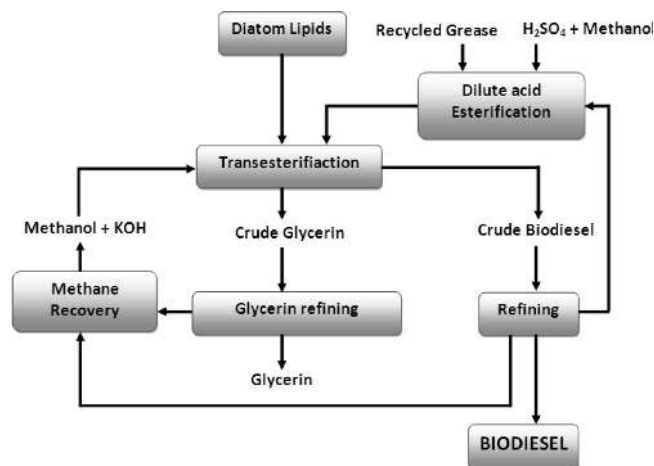 Diatom Lipids
Recycled Grease
H₂SO₄ + Methanol
Dilute acid
Esterification
Transesterifiaction
Methanol + KOH
Crude Glycerin
Crude Biodiesel
Methane
Recovery
Glycerin refining
Refining
Glycerin
BIODIESEL